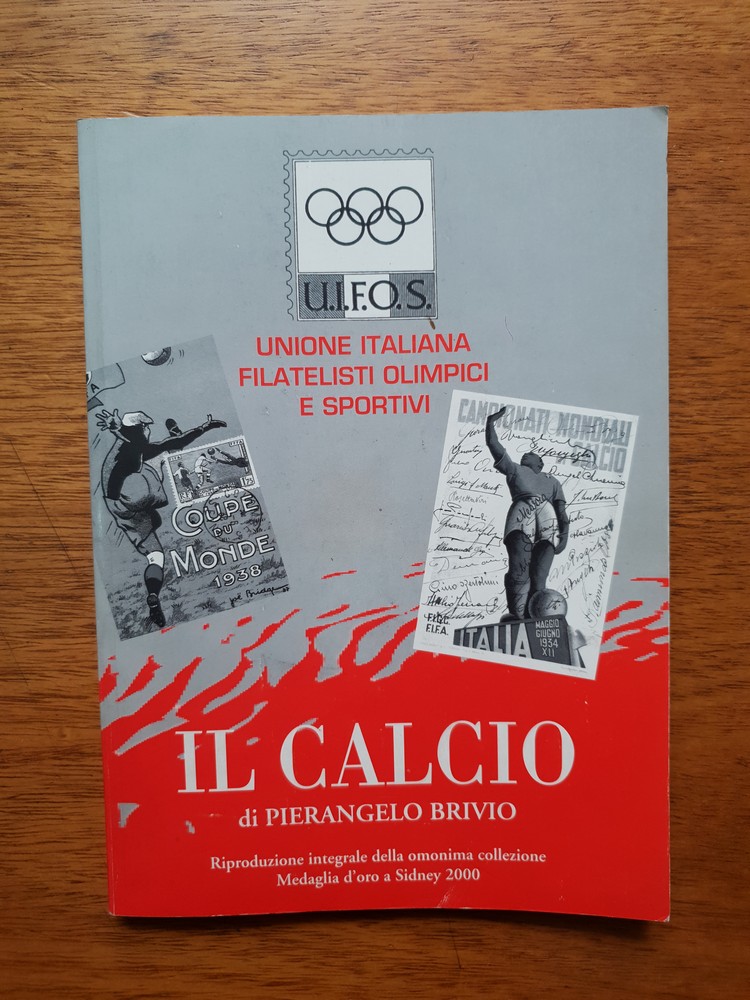 U.I.F.O.S.
UNIONE ITALIANA
FILATELISTI OLIMPICI
E SPORTIVI
COUPE
DU
MONDE
1938
CAMPIONATI MONDIALI
CALCIO
F.I.G.C.
F.I.F.A.
ITALIA
MAGGIO
GIUGNO
1934
XII
IL CALCIO
di PIERANGELO BRIVIO
Riproduzione integrale della omonima collezione
Medaglia d'oro a Sidney 2000